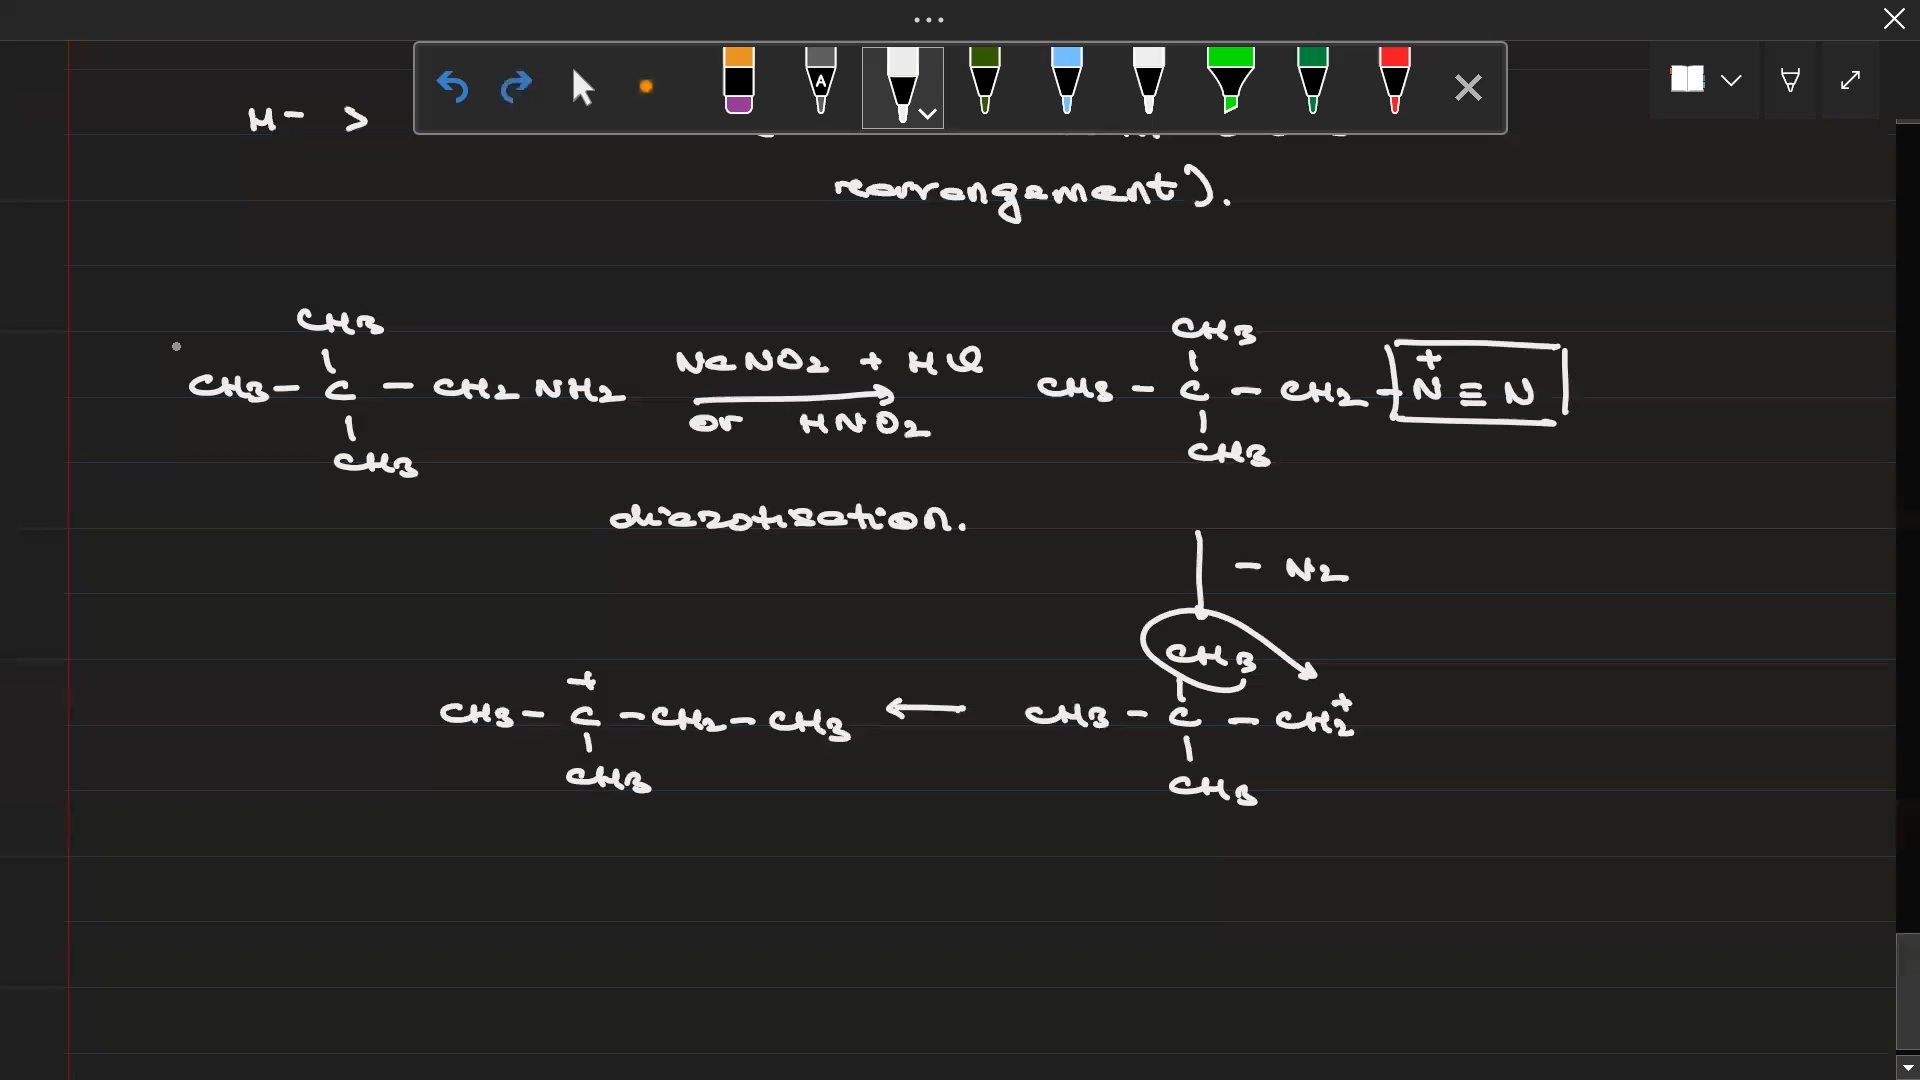 H- >
rearrangement).
CH3
CH3 - C - CH2 NH2
CH3
NaNO2 + HCl
or HNO2
CH3
CH3 - C - CH2 - N+ ≡ N
CH3
diazotisation.
- N2
CH3
CH3 - C - CH2+
CH3
+
CH3 - C - CH2 - CH3
CH3